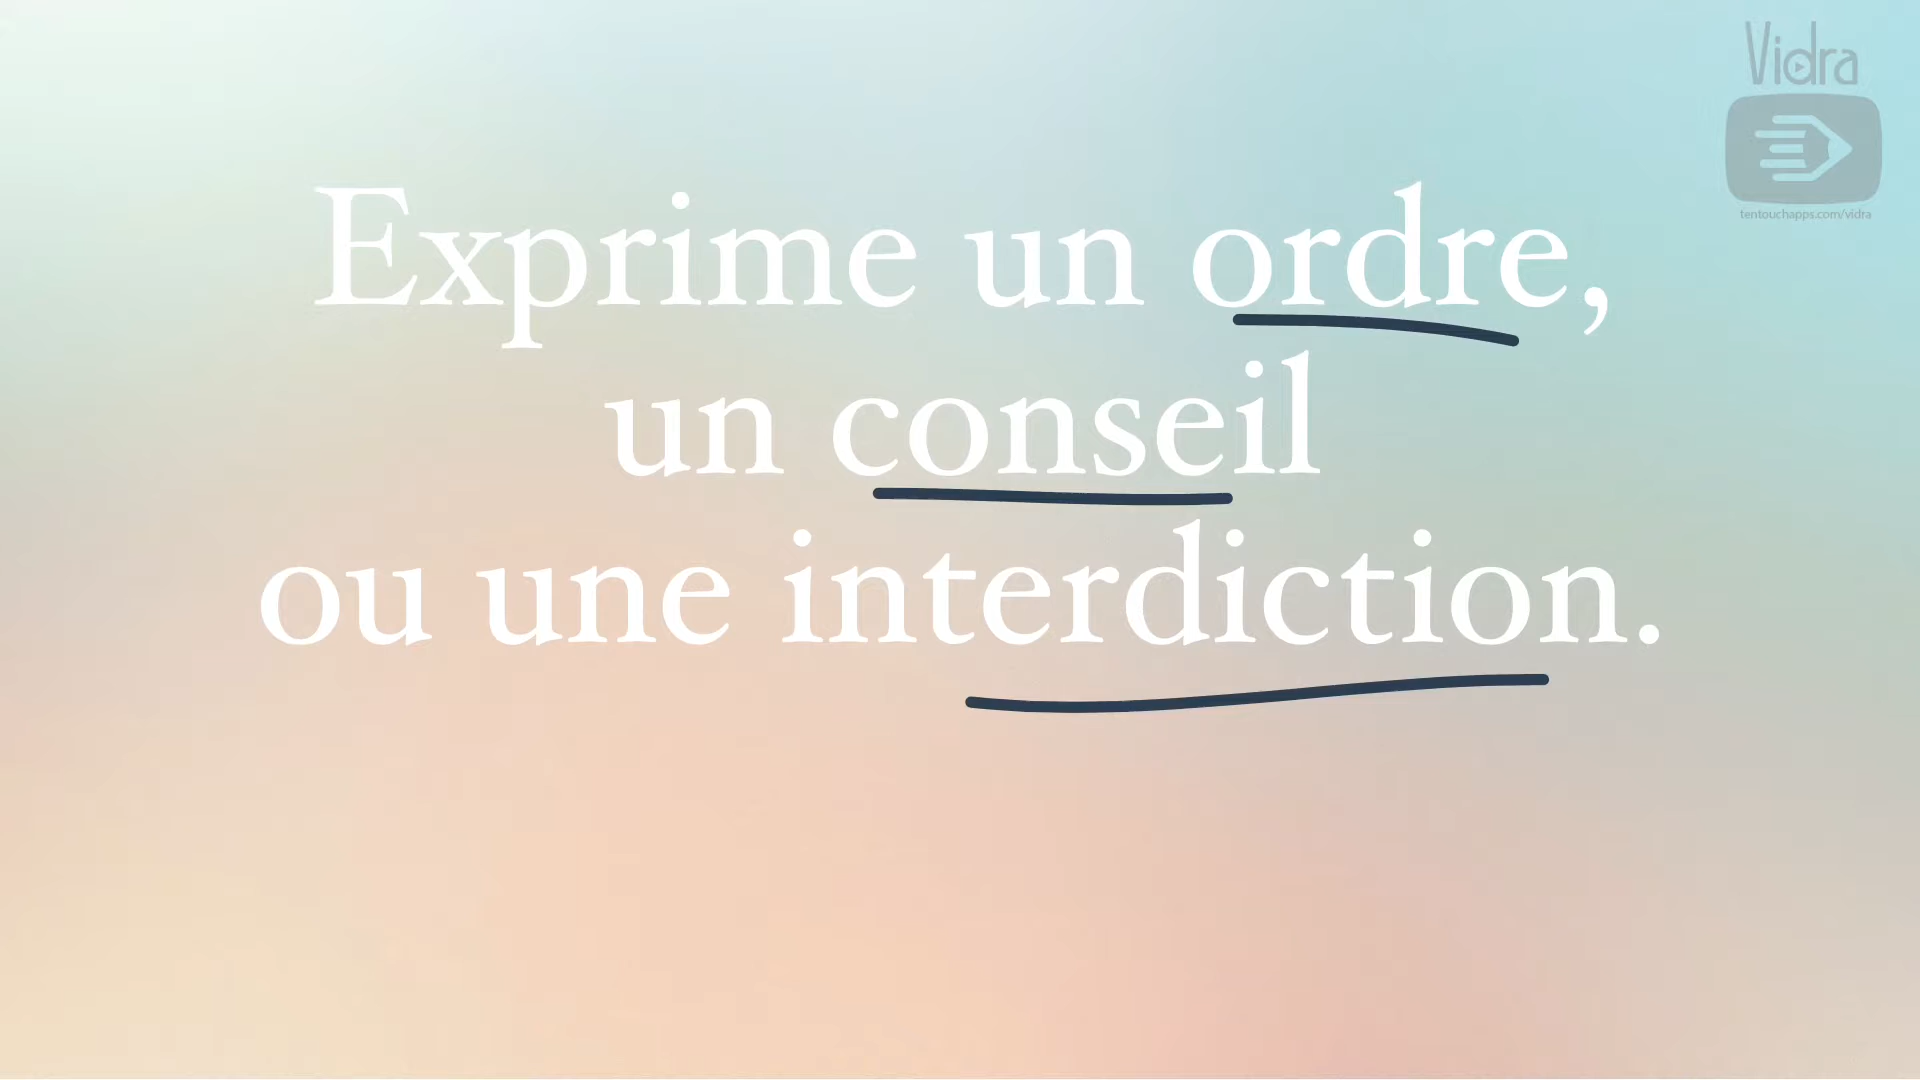 Vidra
tentouchapps.com/vidra
Exprime un ordre,
un conseil
ou une interdiction.